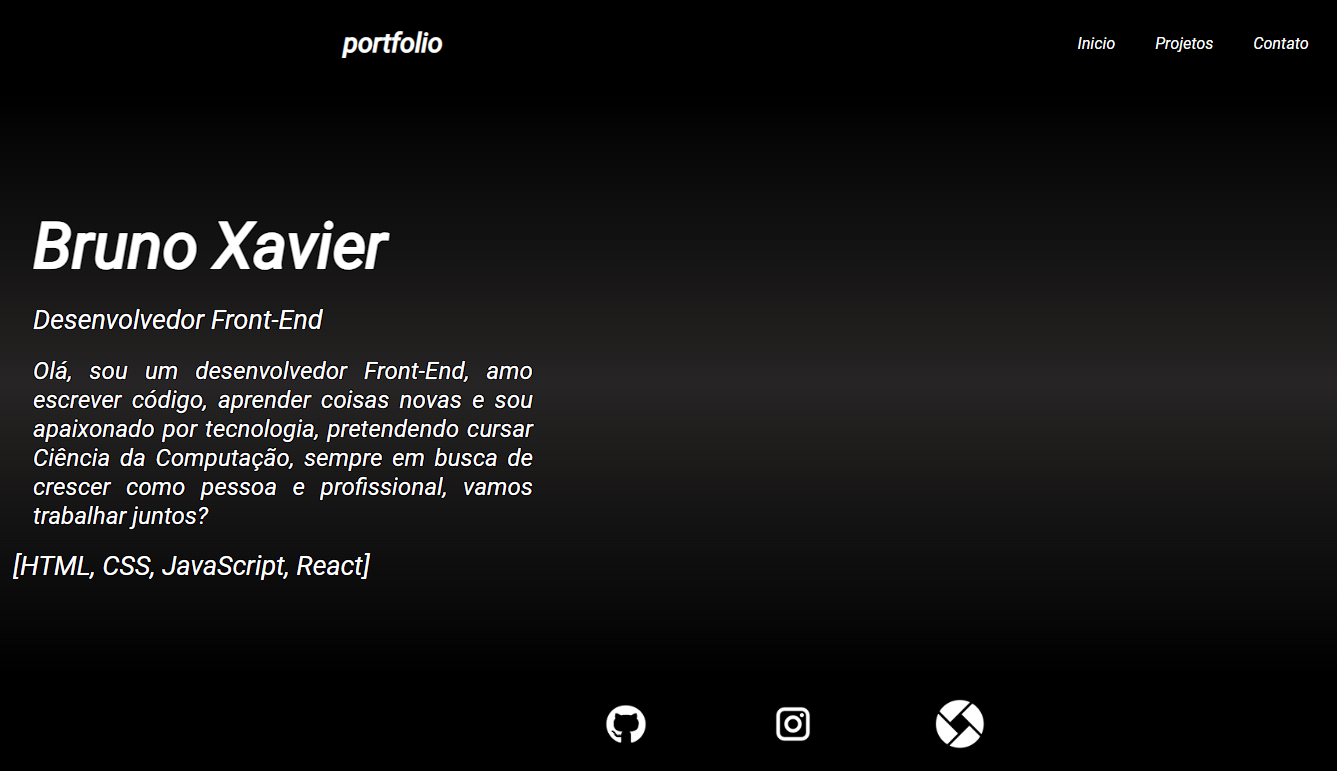 portfolio
Inicio Projetos Contato
Bruno Xavier
Desenvolvedor Front-End
Olá, sou um desenvolvedor Front-End, amo
escrever código, aprender coisas novas e sou
apaixonado por tecnologia, pretendendo cursar
Ciência da Computação, sempre em busca de
crescer como pessoa e profissional, vamos
trabalhar juntos?
[HTML, CSS, JavaScript, React]